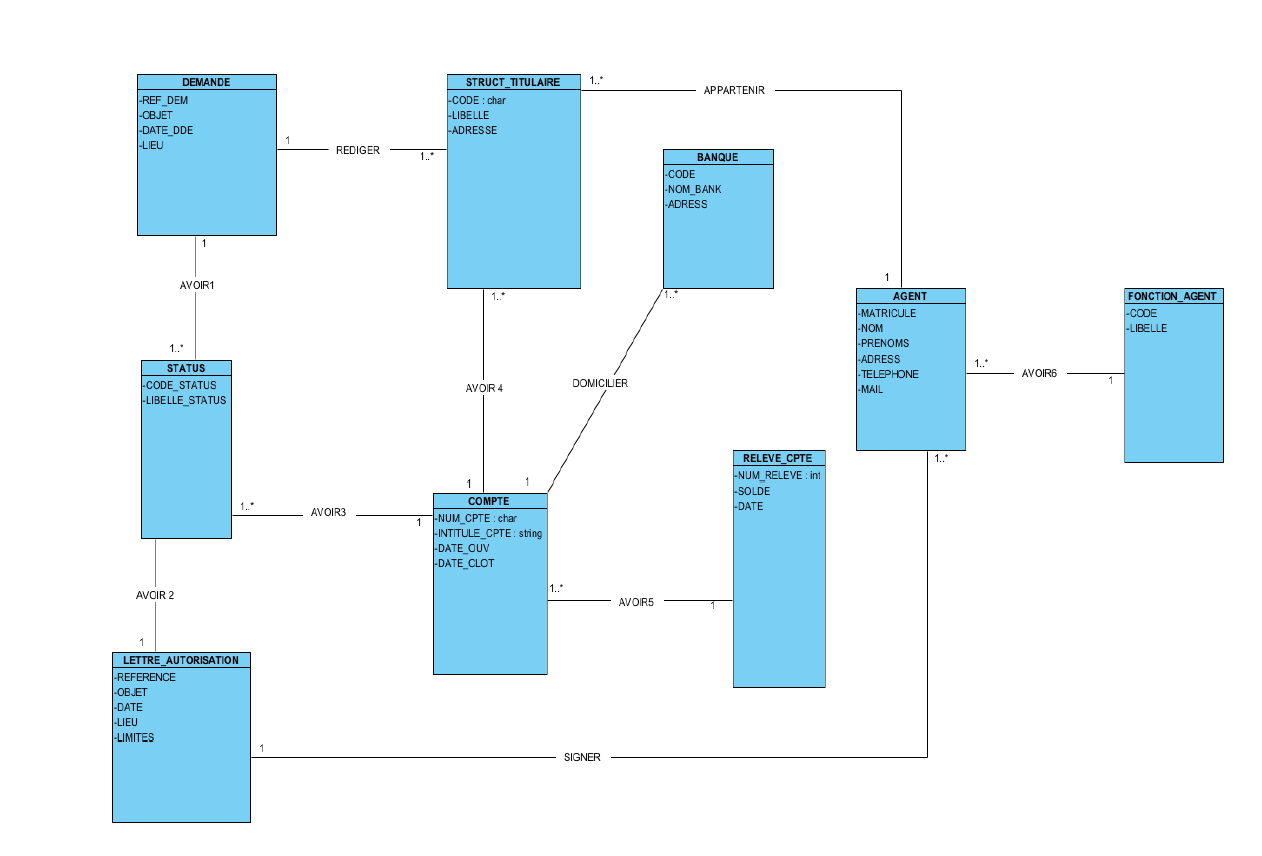 DEMANDE
-REF_DEM
-OBJET
-DATE_DDE
-LIEU
1
REDIGER
1..*
STRUCT_TITULAIRE
-CODE : char
-LIBELLE
-ADRESSE
1..*
APPARTENIR
1
BANQUE
-CODE
-NOM_BANK
-ADRESS
1..*
DOMICILIER
1
1
AVOIR1
1..*
1..*
AVOIR 4
1
AGENT
-MATRICULE
-NOM
-PRENOMS
-ADRESS
-TELEPHONE
-MAIL
1..*
AVOIR6
1
FONCTION_AGENT
-CODE
-LIBELLE
STATUS
-CODE_STATUS
-LIBELLE_STATUS
1..*
AVOIR3
1
COMPTE
-NUM_CPTE : char
-INTITULE_CPTE : string
-DATE_OUV
-DATE_CLOT
1..*
AVOIR5
1
RELEVE_CPTE
-NUM_RELEVE : int
-SOLDE
-DATE
1..*
AVOIR 2
1
LETTRE_AUTORISATION
-REFERENCE
-OBJET
-DATE
-LIEU
-LIMITES
1
SIGNER